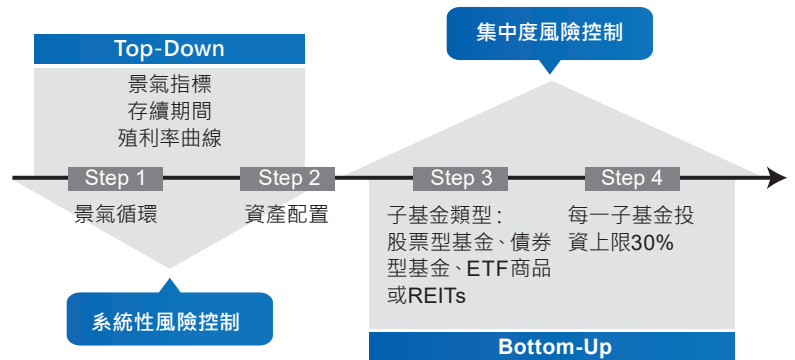 Top-Down
景氣指標
存續期間
殖利率曲線
集中度風險控制
Step 1
Step 2
Step 3
Step 4
景氣循環
資產配置
子基金類型：
股票型基金、債券
型基金、ETF商品
或REITs
每一子基金投
資上限30%
系統性風險控制
Bottom-Up